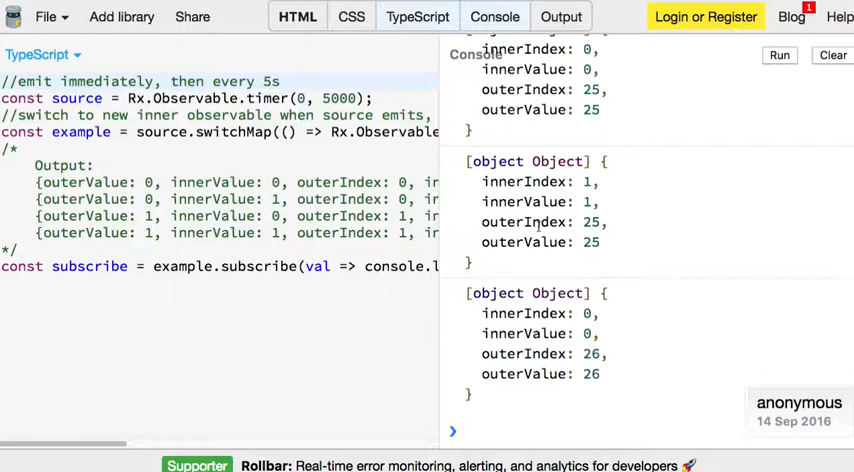 File
Add library
Share
HTML
CSS
TypeScript
Console
Output
Login or Register
Blog
1
Help
TypeScript
Console
Run
Clear
//emit immediately, then every 5s
const source = Rx.Observable.timer(0, 5000);
//switch to new inner observable when source emits,
const example = source.switchMap(() => Rx.Observable
/*
Output:
{outerValue: 0, innerValue: 0, outerIndex: 0, in
{outerValue: 0, innerValue: 1, outerIndex: 0, in
{outerValue: 1, innerValue: 0, outerIndex: 1, in
{outerValue: 1, innerValue: 1, outerIndex: 1, in
*/
const subscribe = example.subscribe(val => console.l
innerIndex: 0,
innerValue: 0,
outerIndex: 25,
outerValue: 25
}
[object Object] {
innerIndex: 1,
innerValue: 1,
outerIndex: 25,
outerValue: 25
}
[object Object] {
innerIndex: 0,
innerValue: 0,
outerIndex: 26,
outerValue: 26
}
anonymous
14 Sep 2016
Supporter
Rollbar: Real-time error monitoring, alerting, and analytics for developers 🚀